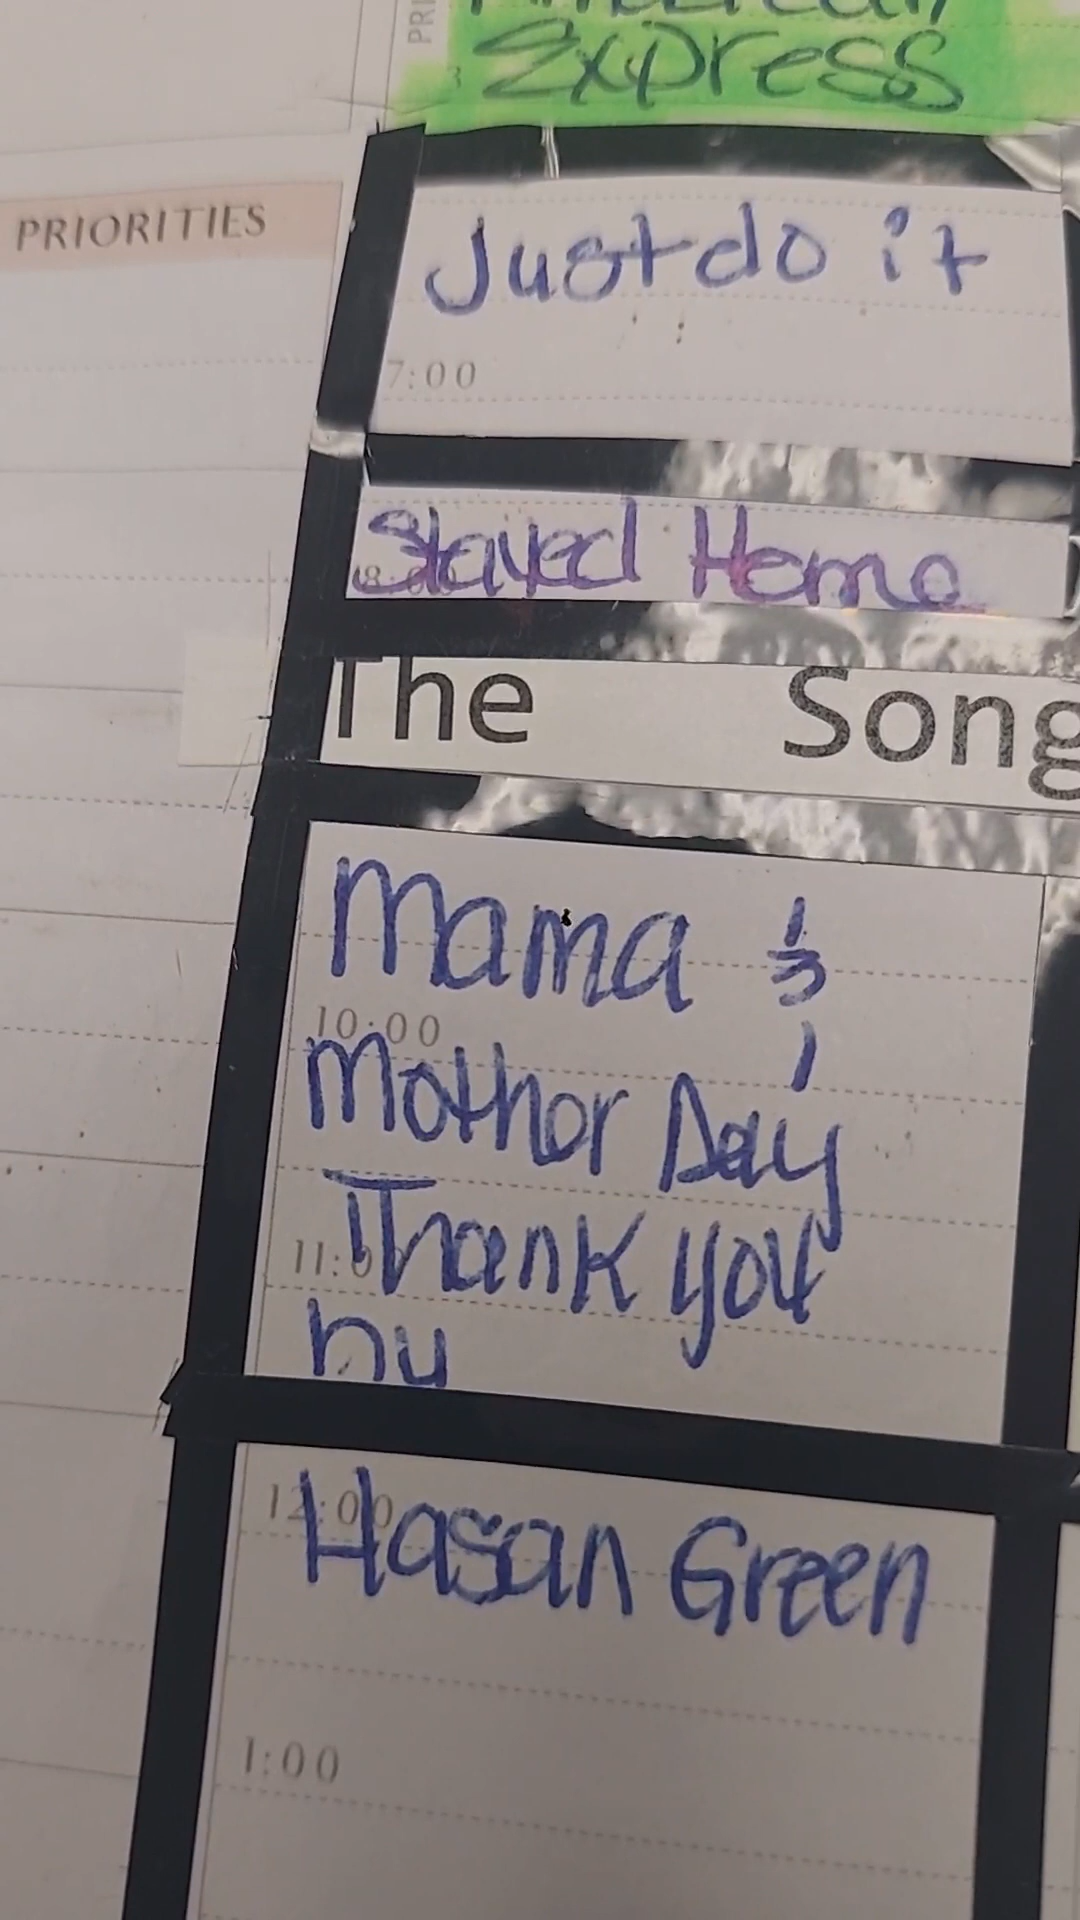 Express
PRIORITIES
Just do it
7:00
Stayed Home
The Song
Mama &
10:00
Mother Day
Thank you
11:00
by
12:00
Hasan Green
1:00